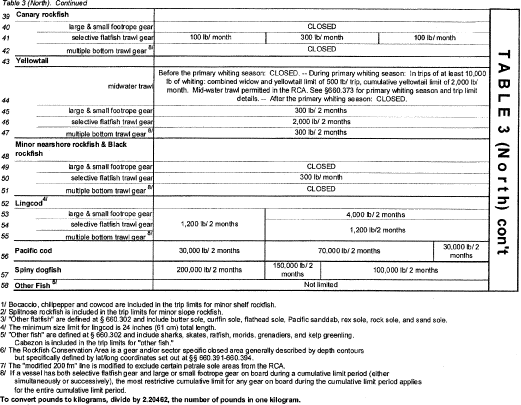 Table 3 (North). Continued
39 Canary rockfish
40 large & small footrope gear CLOSED
41 selective flatfish trawl gear 100 lb/ month 300 lb/ month 100 lb/ month
42 multiple bottom trawl gear 8/ CLOSED
43 Yellowtail
44 midwater trawl
Before the primary whiting season: CLOSED. -- During primary whiting season: In trips of at least 10,000
lb of whiting: combined widow and yellowtail limit of 500 lb/ trip, cumulative yellowtail limit of 2,000 lb/
month. Mid-water trawl permitted in the RCA. See §660.373 for primary whiting season and trip limit
details. -- After the primary whiting season: CLOSED.
45 large & small footrope gear 300 lb/ 2 months
46 selective flatfish trawl gear 2,000 lb/ 2 months
47 multiple bottom trawl gear 8/ 300 lb/ 2 months
48 Minor nearshore rockfish & Black
rockfish
49 large & small footrope gear CLOSED
50 selective flatfish trawl gear 300 lb/ month
51 multiple bottom trawl gear 8/ CLOSED
52 Lingcod 4/
53 large & small footrope gear 4,000 lb/ 2 months
54 selective flatfish trawl gear 1,200 lb/ 2 months 1,200 lb/ 2 months
55 multiple bottom trawl gear 8/
56 Pacific cod 30,000 lb/ 2 months 70,000 lb/ 2 months 30,000 lb/ 2
months
57 Spiny dogfish 200,000 lb/ 2 months 150,000 lb/ 2
months 100,000 lb/ 2 months
58 Other Fish 5/ Not limited
TABLE 3 (North) con't
1/ Bocaccio, chilipepper and cowcod are included in the trip limits for minor shelf rockfish.
2/ Splitnose rockfish is included in the trip limits for minor slope rockfish.
3/ "Other flatfish" are defined at § 660.302 and include butter sole, curlfin sole, flathead sole, Pacific sanddab, rex sole, rock sole, and sand sole.
4/ The minimum size limit for lingcod is 24 inches (61 cm) total length.
5/ "Other fish" are defined at § 660.302 and include sharks, skates, ratfish, morids, grenadiers, and kelp greenling.
Cabezon is included in the trip limits for "other fish."
6/ The Rockfish Conservation Area is a gear and/or sector specific closed area generally described by depth contours
but specifically defined by lat/long coordinates set out at §§ 660.391-660.394.
7/ The "modified 200 fm" line is modified to exclude certain petrale sole areas from the RCA.
8/ If a vessel has both selective flatfish gear and large or small footrope gear on board during a cumulative limit period (either
simultaneously or successively), the most restrictive cumulative limit for any gear on board during the cumulative limit period applies
for the entire cumulative limit period.
To convert pounds to kilograms, divide by 2.20462, the number of pounds in one kilogram.